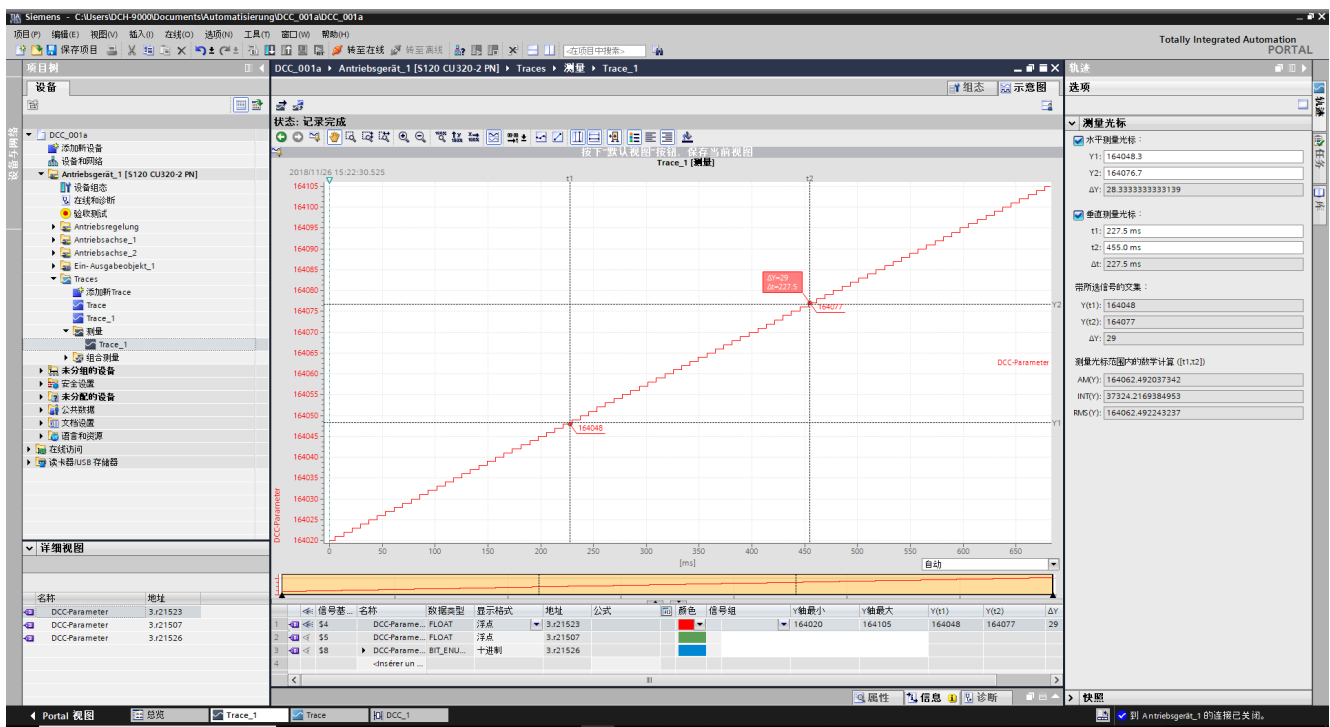 Siemens - C:\Users\DCH-9000\Documents\Automatisierung\DCC_001a\DCC_001a
项目(P) 编辑(E) 视图(V) 插入(I) 在线(O) 选项(N) 工具(T) 窗口(W) 帮助(H)
Totally Integrated Automation
PORTAL
保存项目 转至在线 转至离线 <在项目中搜索>
项目树
设备
设备与网络
DCC_001a
添加新设备
设备和网络
Antriebsgerät_1 [S120 CU320-2 PN]
设备组态
在线和诊断
验收测试
Antriebsregelung
Antriebsachse_1
Antriebsachse_2
Ein-Ausgabeobjekt_1
Traces
添加新Trace
Trace
Trace_1
测量
Trace_1
组合测量
未分组的设备
安全设置
未分配的设备
公共数据
文档设置
语言和资源
在线访问
读卡器/USB 存储器
详细视图
名称 地址
DCC-Parameter 3.r21523
DCC-Parameter 3.r21507
DCC-Parameter 3.r21526
DCC_001a ▸ Antriebsgerät_1 [S120 CU320-2 PN] ▸ Traces ▸ 测量 ▸ Trace_1
组态 示意图
状态: 记录完成
按下"默认视图"按钮，保存当前视图
Trace_1 [测量]
2018/11/26 15:22:30.525
t1 t2
164105
164100
164095
164090
164085
164080
164075
164070
164065
164060
164055
164050
164045
164040
164035
164030
164025
164020
DCC-Parameter
ΔY=29
Δt=227.5
164077
Y2
DCC-Parameter
164048
Y1
0 50 100 150 200 250 300 350 400 450 500 550 600 650
[ms]
自动
信号基... 名称 数据类型 显示格式 地址 公式 颜色 信号组 Y轴最小 Y轴最大 Y(t1) Y(t2) ΔY
1 $4 DCC-Parame... FLOAT 浮点 3.r21523 164020 164105 164048 164077 29
2 $5 DCC-Parame... FLOAT 浮点 3.r21507
3 $8 DCC-Parame... BIT_ENU... 十进制 3.r21526
4 <Insérer un ...
属性 信息 诊断
轨迹
选项
测量光标
水平测量光标：
Y1: 164048.3
Y2: 164076.7
ΔY: 28.3333333333139
垂直测量光标：
t1: 227.5 ms
t2: 455.0 ms
Δt: 227.5 ms
带所选信号的交集：
Y(t1): 164048
Y(t2): 164077
ΔY: 29
测量光标范围内的数学计算 ([t1,t2])
AM(Y): 164062.492037342
INT(Y): 37324.2169384953
RMS(Y): 164062.492243237
快照
轨迹
任务
库
Portal 视图 总览 Trace_1 Trace DCC_1
到 Antriebsgerät_1 的连接已关闭。